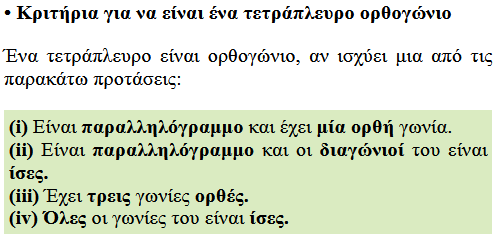 • Κριτήρια για να είναι ένα τετράπλευρο ορθογώνιο
Ένα τετράπλευρο είναι ορθογώνιο, αν ισχύει μια από τις
παρακάτω προτάσεις:
(i) Είναι παραλληλόγραμμο και έχει μία ορθή γωνία.
(ii) Είναι παραλληλόγραμμο και οι διαγώνιοί του είναι
ίσες.
(iii) Έχει τρεις γωνίες ορθές.
(iv) Όλες οι γωνίες του είναι ίσες.